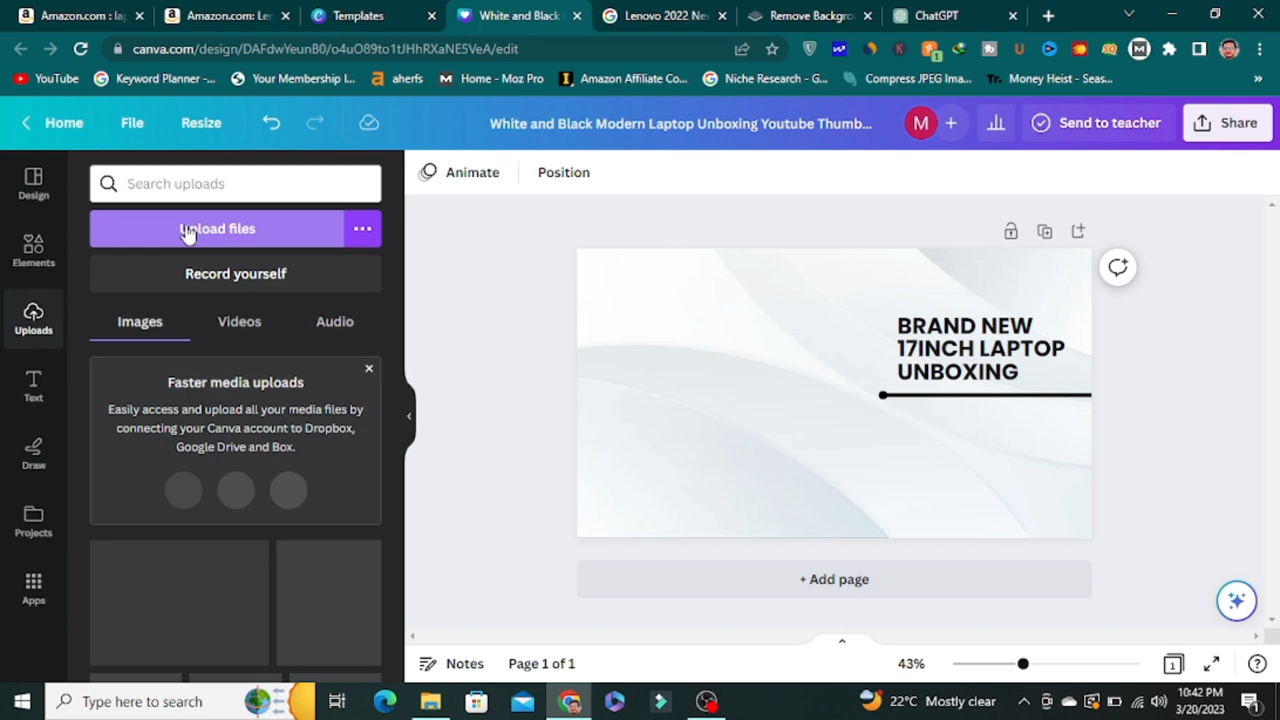 Amazon.com : la
Amazon.com: Le
Templates
White and Black
Lenovo 2022 Ne
Remove Backgro
ChatGPT
canva.com/design/DAFdwYeunB0/o4uO89to1tJHhRXaNE5VeA/edit
YouTube
Keyword Planner -...
Your Membership I...
aherfs
Home - Moz Pro
Amazon Affiliate Co...
Niche Research - G...
Compress JPEG Ima...
Tr. Money Heist - Seas...
Home
File
Resize
White and Black Modern Laptop Unboxing Youtube Thumb...
M
Send to teacher
Share
Search uploads
Animate
Position
Design
Upload files
Record yourself
Elements
Images
Videos
Audio
Uploads
BRAND NEW
17INCH LAPTOP
UNBOXING
Faster media uploads
Easily access and upload all your media files by
connecting your Canva account to Dropbox,
Google Drive and Box.
Text
Draw
Projects
Apps
+ Add page
Notes
Page 1 of 1
43%
1
Type here to search
22°C Mostly clear
10:42 PM
3/20/2023